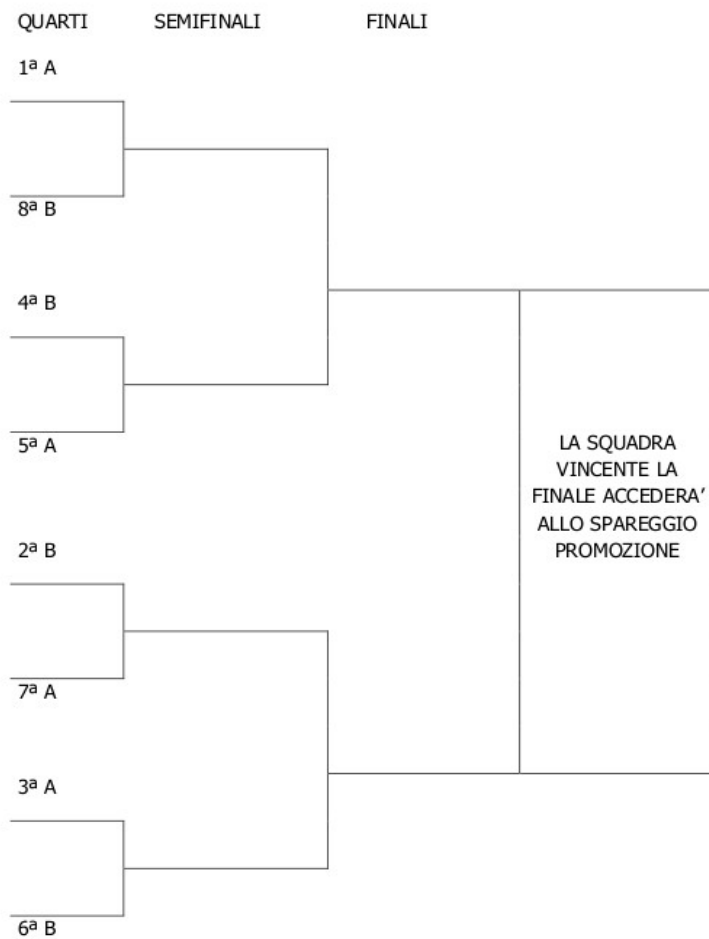 QUARTI SEMIFINALI FINALI
1ª A
8ª B
4ª B
5ª A
LA SQUADRA
VINCENTE LA
FINALE ACCEDERA’
ALLO SPAREGGIO
PROMOZIONE
2ª B
7ª A
3ª A
6ª B